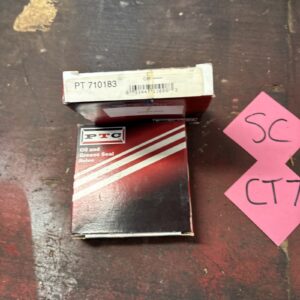 PT 710183
PTC
Oil and
Grease Seal
SC
CT7